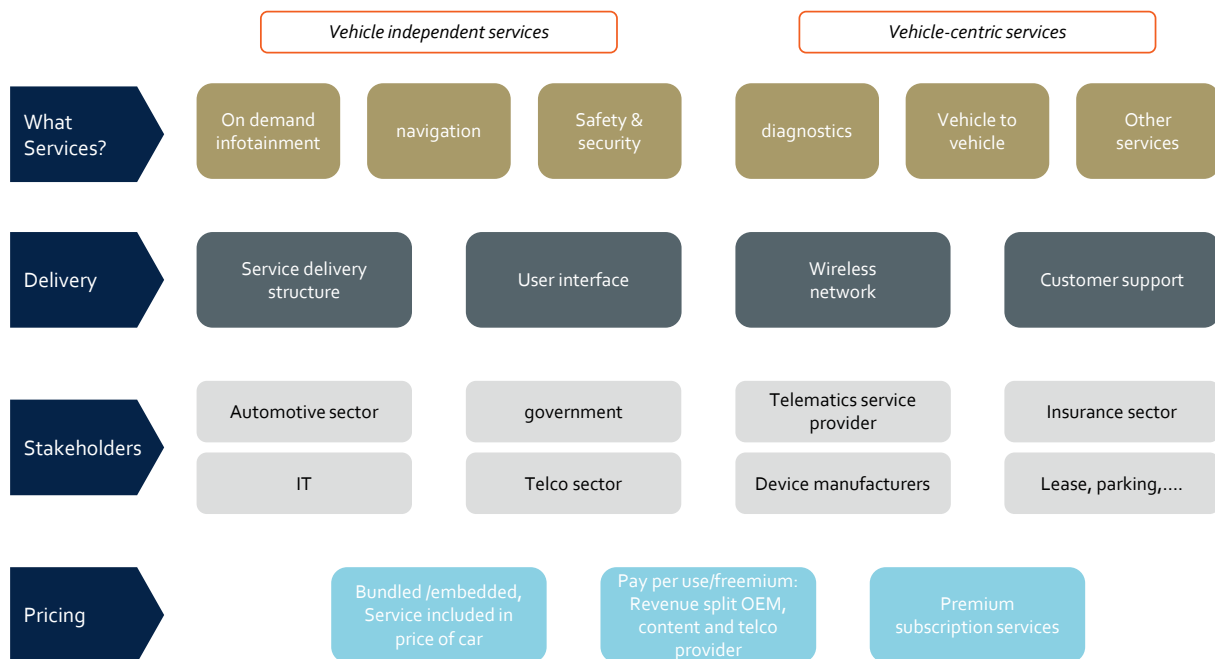 Vehicle independent services
Vehicle-centric services
What
Services?
On demand
infotainment
navigation
Safety &
security
diagnostics
Vehicle to
vehicle
Other
services
Delivery
Service delivery
structure
User interface
Wireless
network
Customer support
Stakeholders
Automotive sector
government
Telematics service
provider
Insurance sector
IT
Telco sector
Device manufacturers
Lease, parking,....
Pricing
Bundled /embedded,
Service included in
price of car
Pay per use/freemium:
Revenue split OEM,
content and telco
provider
Premium
subscription services